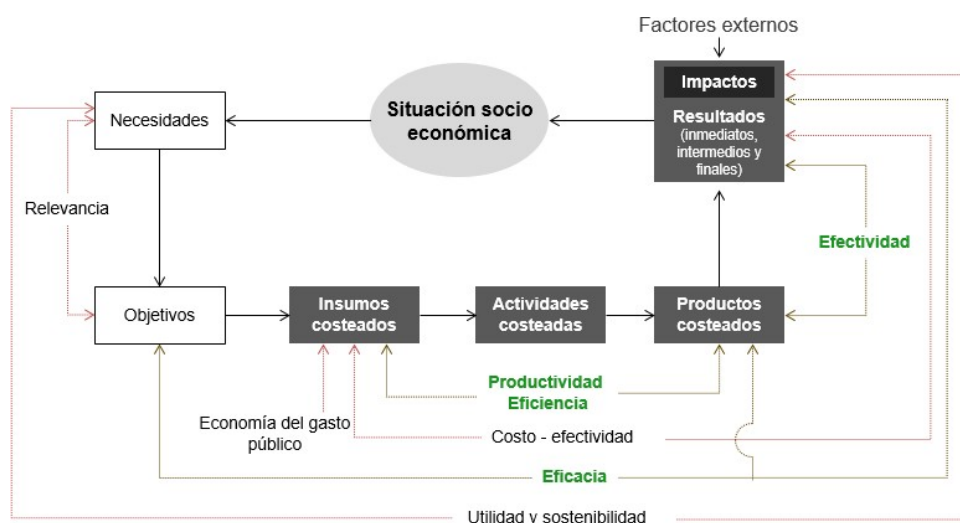 Factores externos
Impactos
Resultados
(inmediatos,
intermedios y
finales)
Situación socio
económica
Necesidades
Relevancia
Efectividad
Objetivos
Insumos
costeados
Actividades
costeadas
Productos
costeados
Productividad
Eficiencia
Economía del gasto
público
Costo - efectividad
Eficacia
Utilidad y sostenibilidad